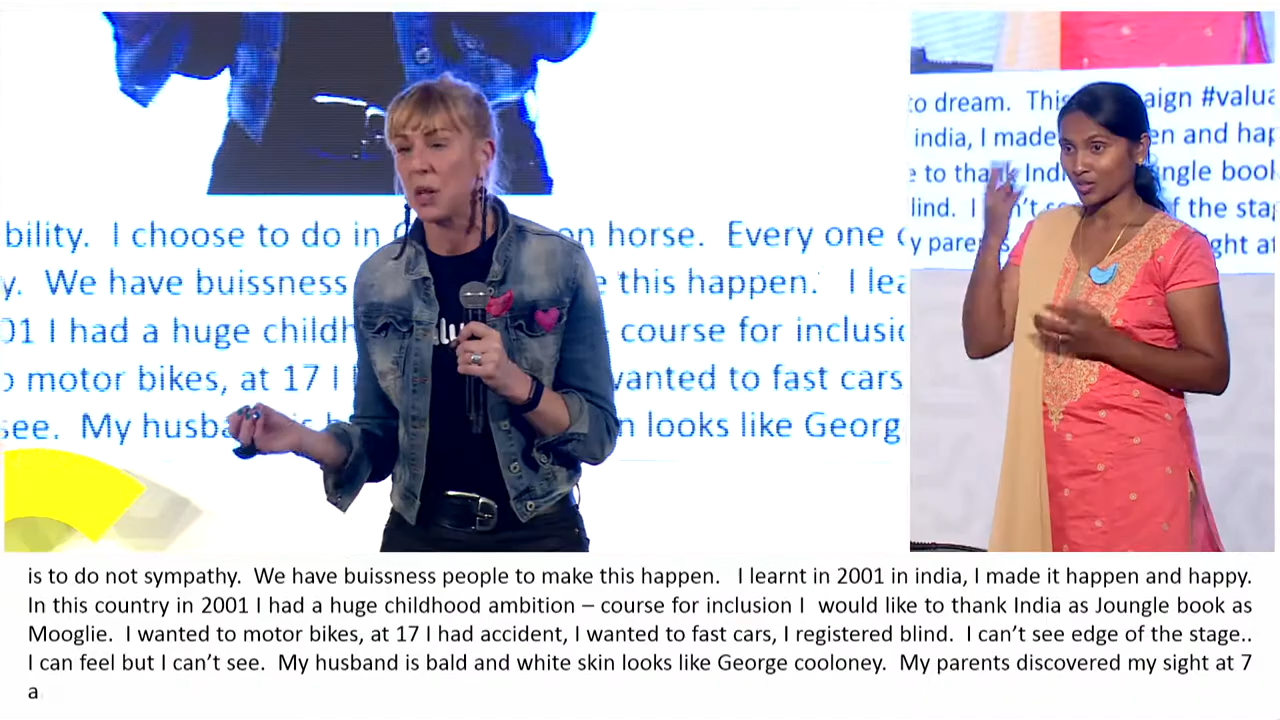 bility. I choose to do in on horse. Every one
y. We have buissness this happen. I lea
01 I had a huge childh course for inclusio
motor bikes, at 17 I wanted to fast cars
see. My husba n looks like Georg
to dream. This aign #valua
india, I made en and hap
e to thank Indi ngle book
lind. I n't se f the stag
y parents ght at
is to do not sympathy. We have buissness people to make this happen. I learnt in 2001 in india, I made it happen and happy.
In this country in 2001 I had a huge childhood ambition – course for inclusion I would like to thank India as Joungle book as
Mooglie. I wanted to motor bikes, at 17 I had accident, I wanted to fast cars, I registered blind. I can't see edge of the stage..
I can feel but I can't see. My husband is bald and white skin looks like George cooloney. My parents discovered my sight at 7
a